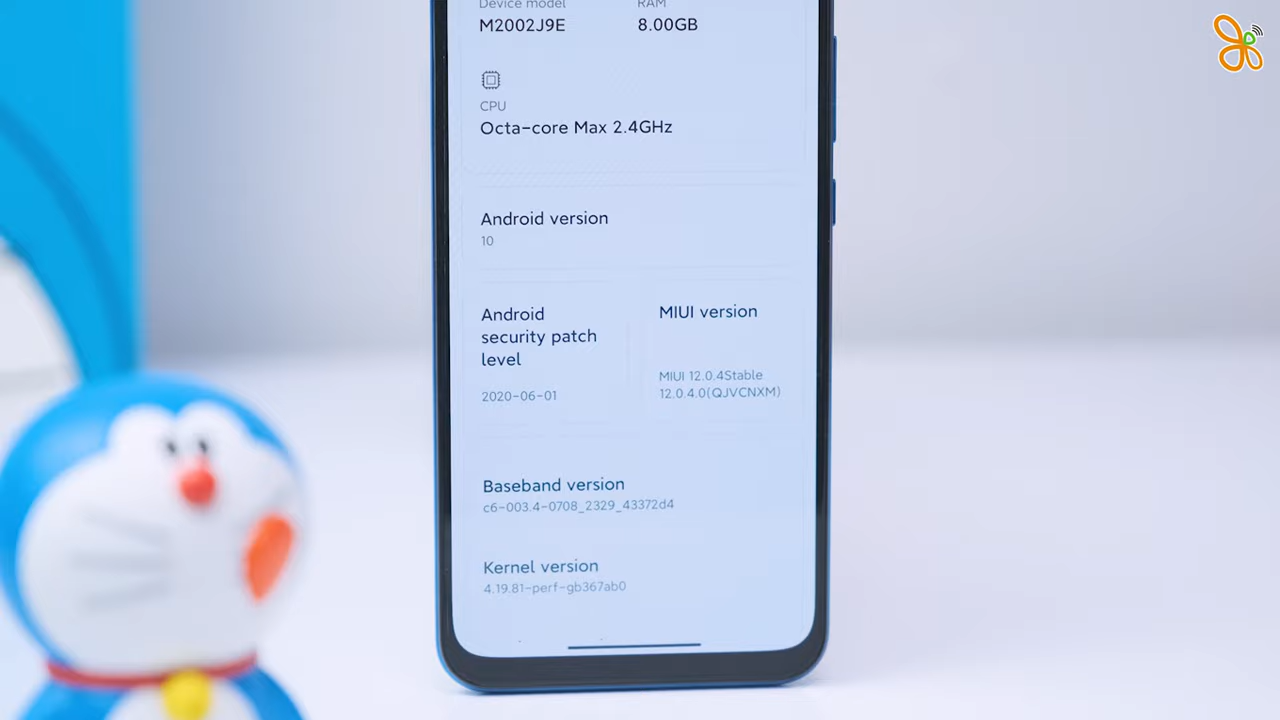 Device model
RAM
M2002J9E
8.00GB
CPU
Octa-core Max 2.4GHz
Android version
10
Android
security patch
level
2020-06-01
MIUI version
MIUI 12.0.4Stable
12.0.4.0(QJVCNXM)
Baseband version
c6-003.4-0708_2329_43372d4
Kernel version
4.19.81-perf-gb367ab0